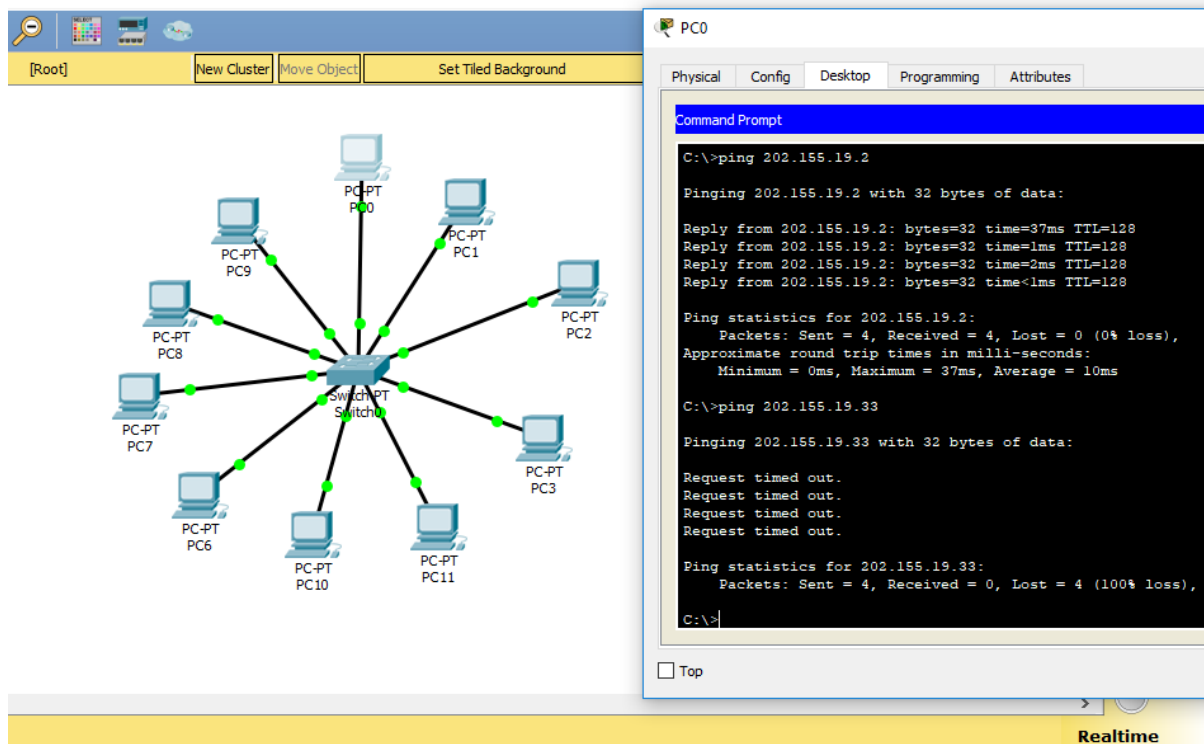 SELECT
[Root]
New Cluster
Move Object
Set Tiled Background
PC-PT
PC0
PC-PT
PC1
PC-PT
PC9
PC-PT
PC2
PC-PT
PC8
Switch-PT
Switch0
PC-PT
PC7
PC-PT
PC3
PC-PT
PC6
PC-PT
PC10
PC-PT
PC11
PC0
Physical Config Desktop Programming Attributes
Command Prompt
C:\>ping 202.155.19.2
Pinging 202.155.19.2 with 32 bytes of data:
Reply from 202.155.19.2: bytes=32 time=37ms TTL=128
Reply from 202.155.19.2: bytes=32 time=1ms TTL=128
Reply from 202.155.19.2: bytes=32 time=2ms TTL=128
Reply from 202.155.19.2: bytes=32 time<1ms TTL=128
Ping statistics for 202.155.19.2:
Packets: Sent = 4, Received = 4, Lost = 0 (0% loss),
Approximate round trip times in milli-seconds:
Minimum = 0ms, Maximum = 37ms, Average = 10ms
C:\>ping 202.155.19.33
Pinging 202.155.19.33 with 32 bytes of data:
Request timed out.
Request timed out.
Request timed out.
Request timed out.
Ping statistics for 202.155.19.33:
Packets: Sent = 4, Received = 0, Lost = 4 (100% loss),
C:\>
Top
Realtime